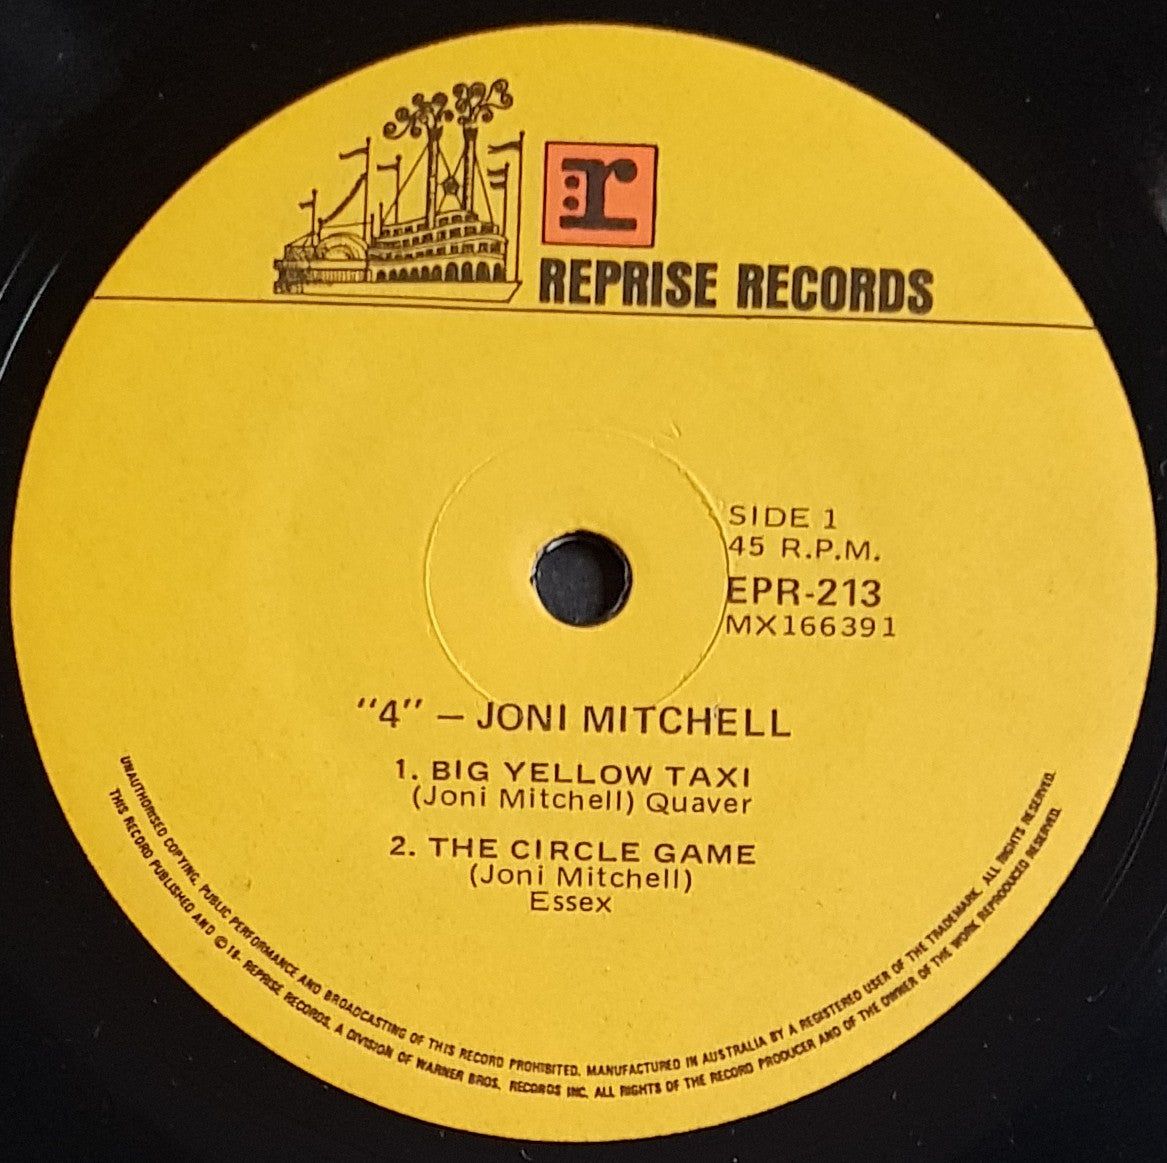 r
REPRISE RECORDS
SIDE 1
45 R.P.M.
EPR-213
MX166391
"4" — JONI MITCHELL
1. BIG YELLOW TAXI
(Joni Mitchell) Quaver
2. THE CIRCLE GAME
(Joni Mitchell)
Essex
UNAUTHORISED COPYING, PUBLIC PERFORMANCE AND BROADCASTING OF THIS RECORD PROHIBITED. MANUFACTURED IN AUSTRALIA BY A REGISTERED USER OF THE TRADEMARK. ALL RIGHTS RESERVED.
THIS RECORD PUBLISHED AND © 19- REPRISE RECORDS, A DIVISION OF WARNER BROS. RECORDS INC. ALL RIGHTS OF THE RECORD PRODUCER AND OF THE OWNER OF THE WORK REPRODUCED RESERVED.